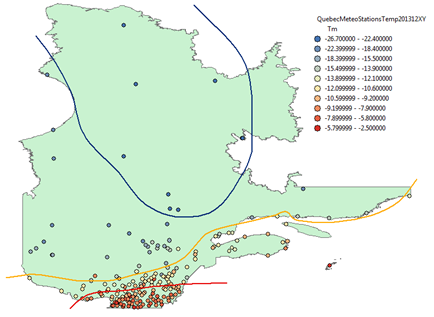 QuebecMeteoStationsTemp201312XY
Tm
-26.700000 - -22.400000
-22.399999 - -18.400000
-18.399999 - -15.500000
-15.499999 - -13.900000
-13.899999 - -12.100000
-12.099999 - -10.600000
-10.599999 - -9.200000
-9.199999 - -7.900000
-7.899999 - -5.800000
-5.799999 - -2.500000